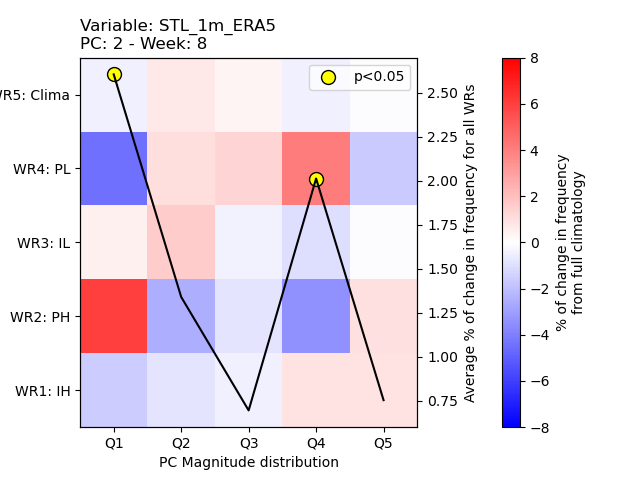 Variable: STL_1m_ERA5
PC: 2 - Week: 8
p<0.05
WR5: Clima
WR4: PL
WR3: IL
WR2: PH
WR1: IH
Q1 Q2 Q3 Q4 Q5
PC Magnitude distribution
2.50
2.25
2.00
1.75
1.50
1.25
1.00
0.75
Average % of change in frequency for all WRs
8
6
4
2
0
−2
−4
−6
−8
% of change in frequency
from full climatology